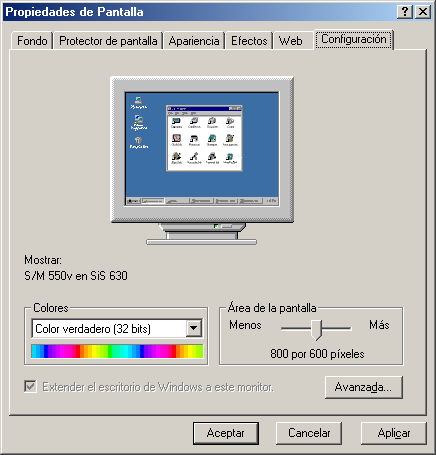 Propiedades de Pantalla
Fondo Protector de pantalla Apariencia Efectos Web Configuración
Mostrar:
S/M 550v en SiS 630
Colores
Color verdadero (32 bits)
Área de la pantalla
Menos Más
800 por 600 píxeles
Extender el escritorio de Windows a este monitor.
Avanzada...
Aceptar Cancelar Aplicar